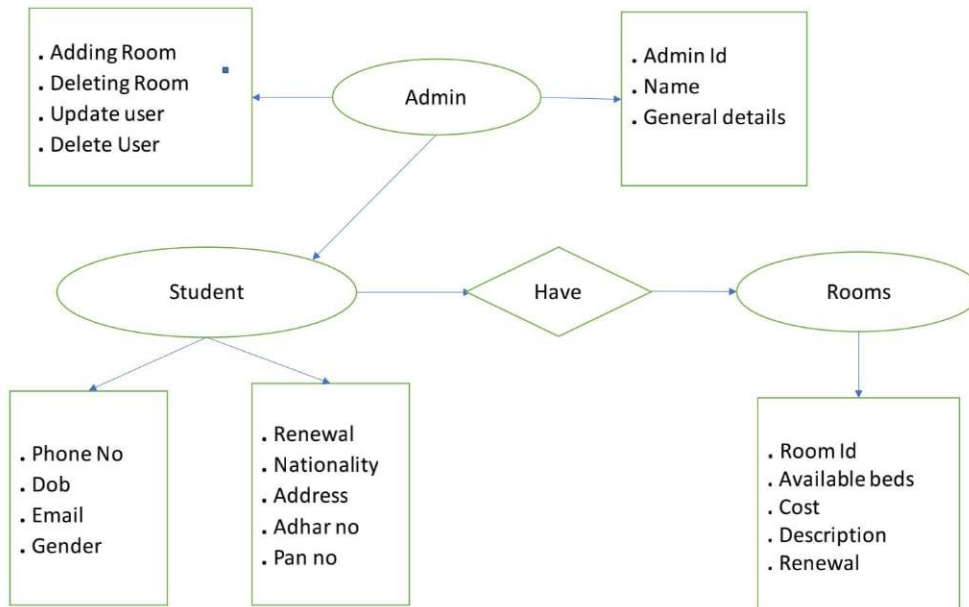 . Adding Room
. Deleting Room
. Update user
. Delete User
Admin
. Admin Id
. Name
. General details
Student
Have
Rooms
. Phone No
. Dob
. Email
. Gender
. Renewal
. Nationality
. Address
. Adhar no
. Pan no
. Room Id
. Available beds
. Cost
. Description
. Renewal